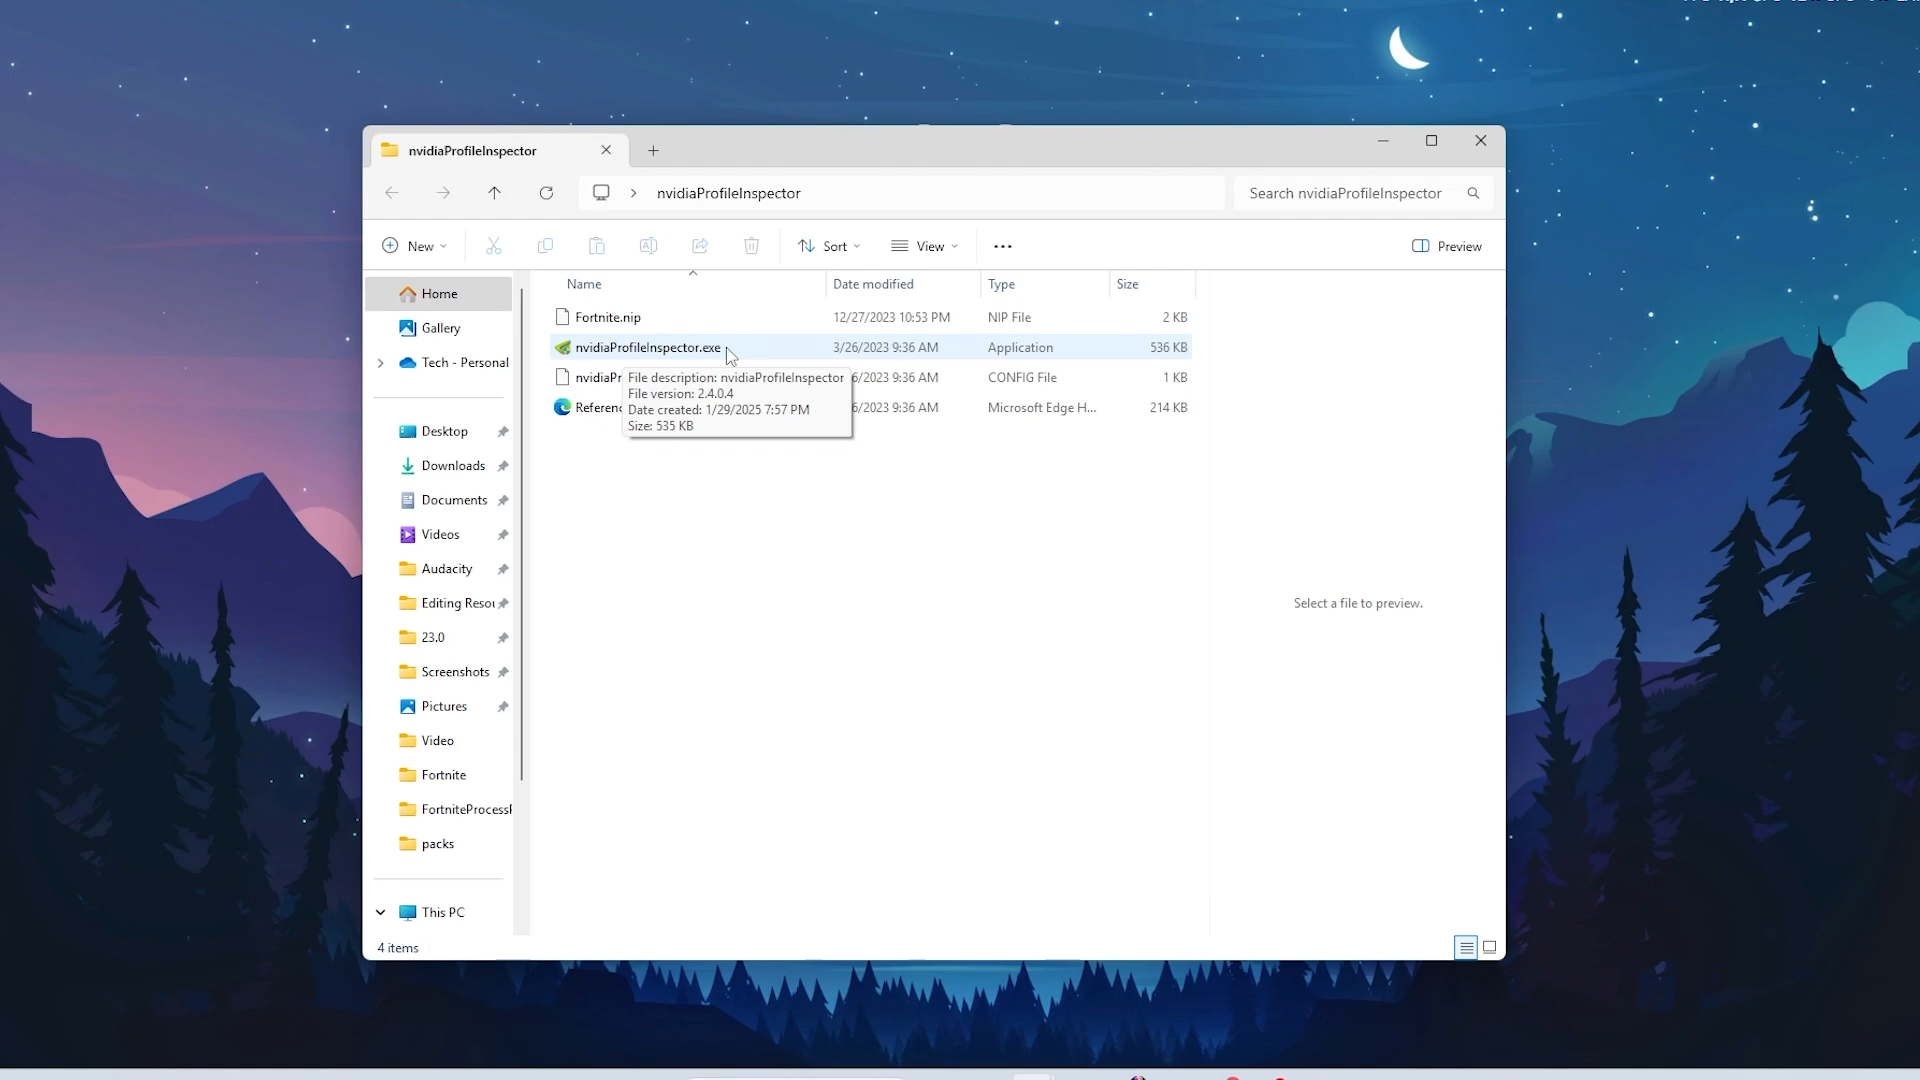 nvidiaProfileInspector
nvidiaProfileInspector
Search nvidiaProfileInspector
New
Sort
View
Preview
Name
Date modified
Type
Size
Home
Gallery
Tech - Personal
Desktop
Downloads
Documents
Videos
Audacity
Editing Resou
23.0
Screenshots
Pictures
Video
Fortnite
FortniteProcess
packs
This PC
Fortnite.nip 12/27/2023 10:53 PM NIP File 2 KB
nvidiaProfileInspector.exe 3/26/2023 9:36 AM Application 536 KB
nvidiaPr 6/2023 9:36 AM CONFIG File 1 KB
Referenc 6/2023 9:36 AM Microsoft Edge H... 214 KB
File description: nvidiaProfileInspector
File version: 2.4.0.4
Date created: 1/29/2025 7:57 PM
Size: 535 KB
Select a file to preview.
4 items